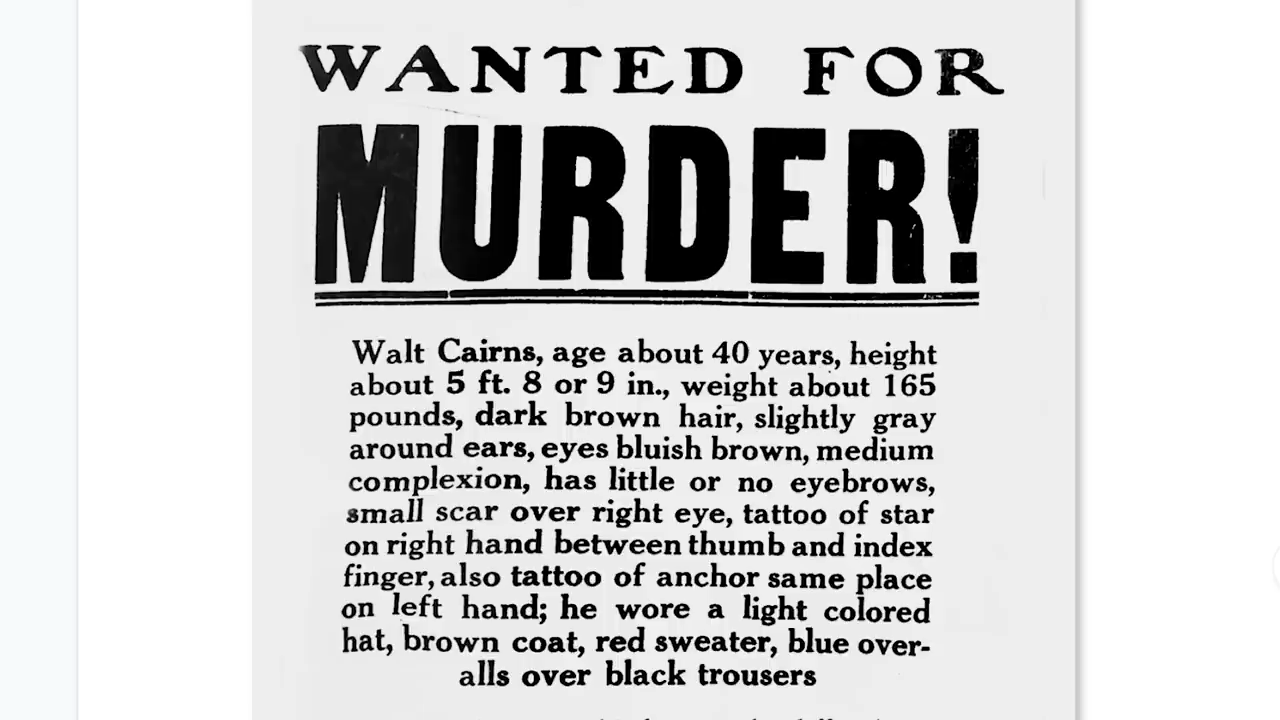 WANTED FOR
MURDER!
Walt Cairns, age about 40 years, height
about 5 ft. 8 or 9 in., weight about 165
pounds, dark brown hair, slightly gray
around ears, eyes bluish brown, medium
complexion, has little or no eyebrows,
small scar over right eye, tattoo of star
on right hand between thumb and index
finger, also tattoo of anchor same place
on left hand; he wore a light colored
hat, brown coat, red sweater, blue over-
alls over black trousers